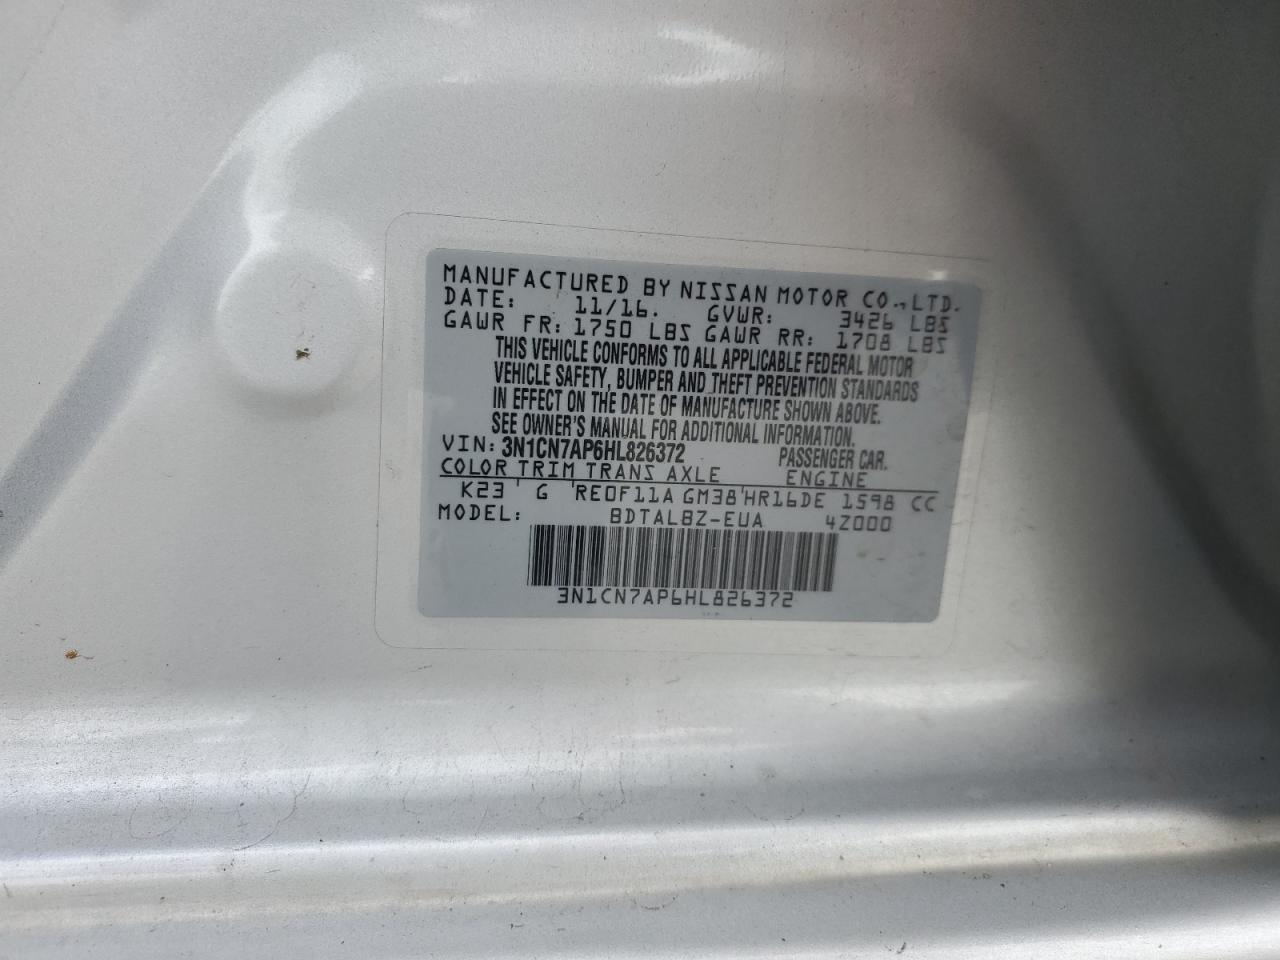 MANUFACTURED BY NISSAN MOTOR CO., LTD.
DATE: 11/16. GVWR: 3426 LBS
GAWR FR: 1750 LBS GAWR RR: 1708 LBS
THIS VEHICLE CONFORMS TO ALL APPLICABLE FEDERAL MOTOR
VEHICLE SAFETY, BUMPER AND THEFT PREVENTION STANDARDS
IN EFFECT ON THE DATE OF MANUFACTURE SHOWN ABOVE.
SEE OWNER'S MANUAL FOR ADDITIONAL INFORMATION.
VIN: 3N1CN7AP6HL826372 PASSENGER CAR.
COLOR TRIM TRANS AXLE ENGINE
K23 ' G 'RE0F11A GM38'HR16DE 1598 CC
MODEL: BDTALBZ-EUA 4Z000
3N1CN7AP6HL826372